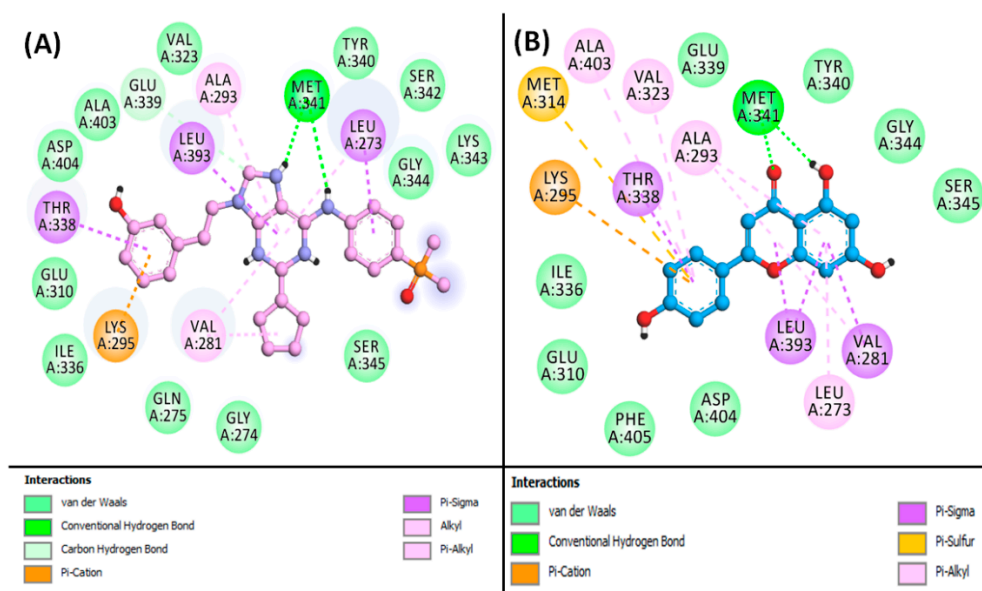 (A)
VAL
A:323
TYR
A:340
GLU
A:339
ALA
A:293
MET
A:341
SER
A:342
ALA
A:403
LEU
A:393
LEU
A:273
LYS
A:343
ASP
A:404
GLY
A:344
THR
A:338
GLU
A:310
LYS
A:295
VAL
A:281
SER
A:345
ILE
A:336
GLN
A:275
GLY
A:274
Interactions
van der Waals
Conventional Hydrogen Bond
Carbon Hydrogen Bond
Pi-Cation
Pi-Sigma
Alkyl
Pi-Alkyl
(B)
ALA
A:403
GLU
A:339
TYR
A:340
MET
A:314
VAL
A:323
MET
A:341
ALA
A:293
GLY
A:344
LYS
A:295
THR
A:338
SER
A:345
ILE
A:336
LEU
A:393
VAL
A:281
GLU
A:310
LEU
A:273
PHE
A:405
ASP
A:404
Interactions
van der Waals
Conventional Hydrogen Bond
Pi-Cation
Pi-Sigma
Pi-Sulfur
Pi-Alkyl